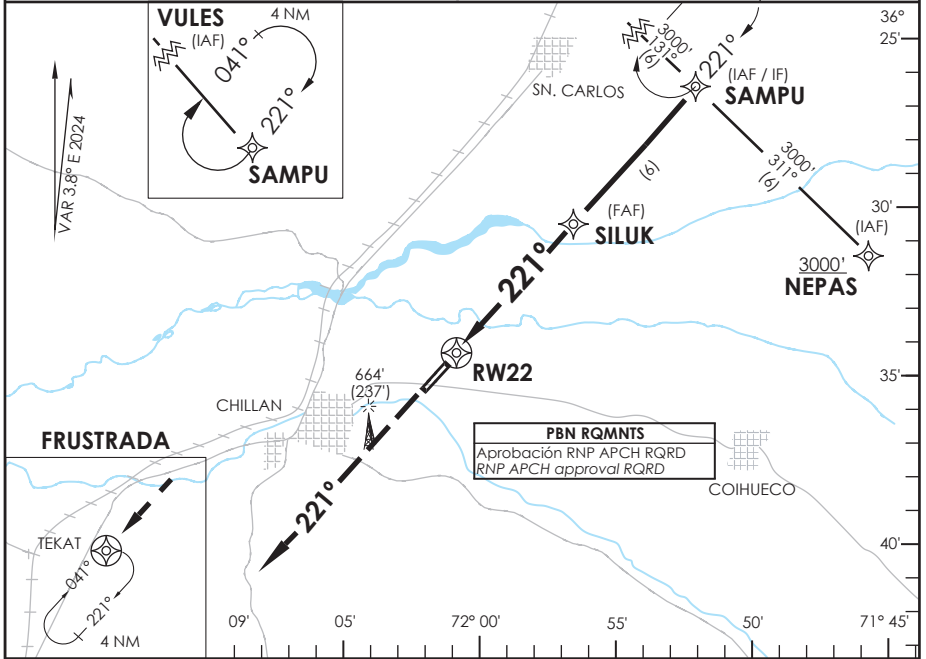 VULES
(IAF)
4 NM
041°
221°
SAMPU
VAR 3.8° E 2024
SN. CARLOS
3000'
131°
(6)
221°
(IAF / IF)
SAMPU
36°
25'
3000'
311°
(6)
(6)
(FAF)
SILUK
30'
(IAF)
3000'
NEPAS
221°
RW22
35'
664'
(237')
CHILLAN
PBN RQMNTS
Aprobación RNP APCH RQRD
RNP APCH approval RQRD
COIHUECO
FRUSTRADA
221°
TEKAT
041°
221°
4 NM
40'
09'
05'
72° 00'
55'
50'
71° 45'